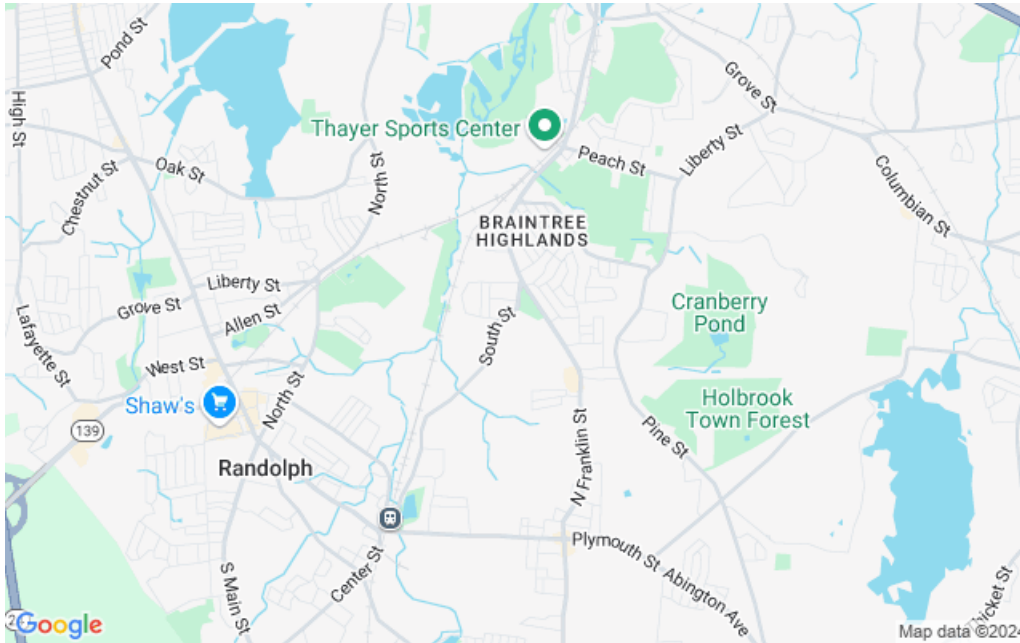 Pond St
High St
Grove St
Thayer Sports Center
Liberty St
Peach St
Oak St
North St
Chestnut St
Columbian St
BRAINTREE
HIGHLANDS
Liberty St
Grove St
Cranberry
Pond
Allen St
Lafayette St
South St
West St
Shaw's
North St
Holbrook
Town Forest
139
Pine St
Randolph
N Franklin St
Plymouth St
Abington Ave
Center St
S Main St
Google
Map data ©2024